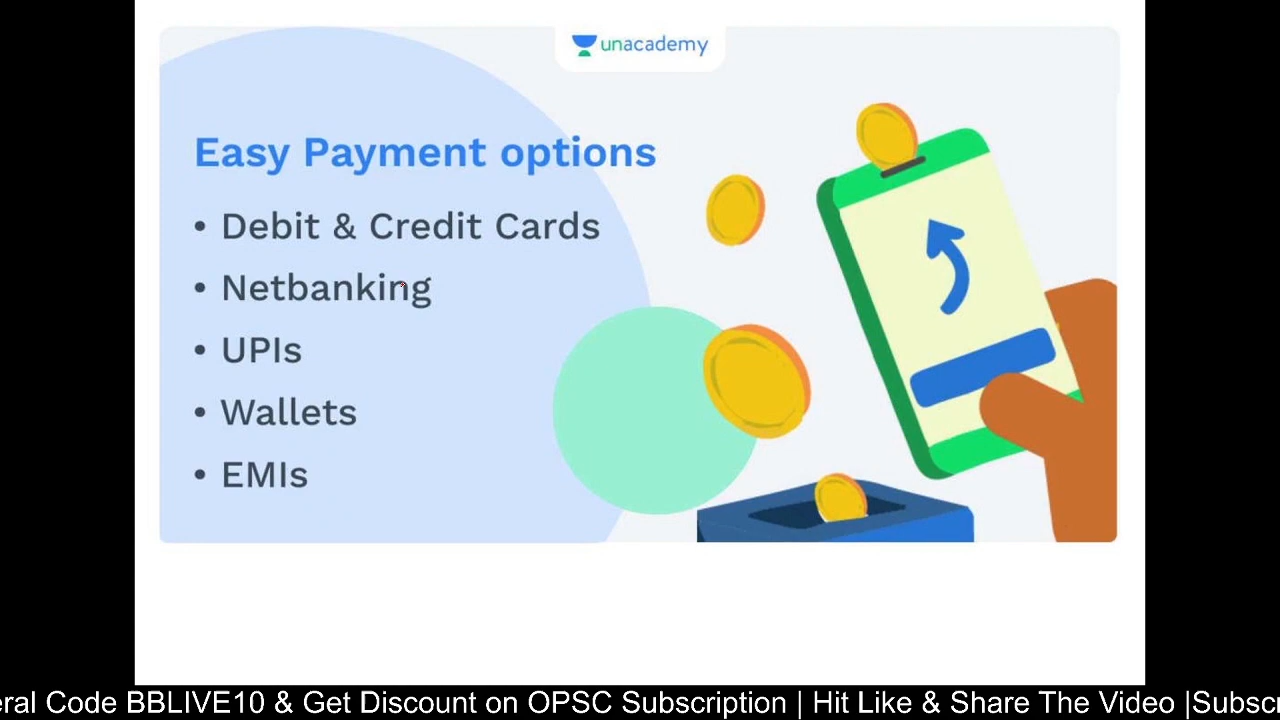 unacademy
Easy Payment options
• Debit & Credit Cards
• Netbanking
• UPIs
• Wallets
• EMIs
Code BBLIVE10 & Get Discount on OPSC Subscription | Hit Like & Share The Video |